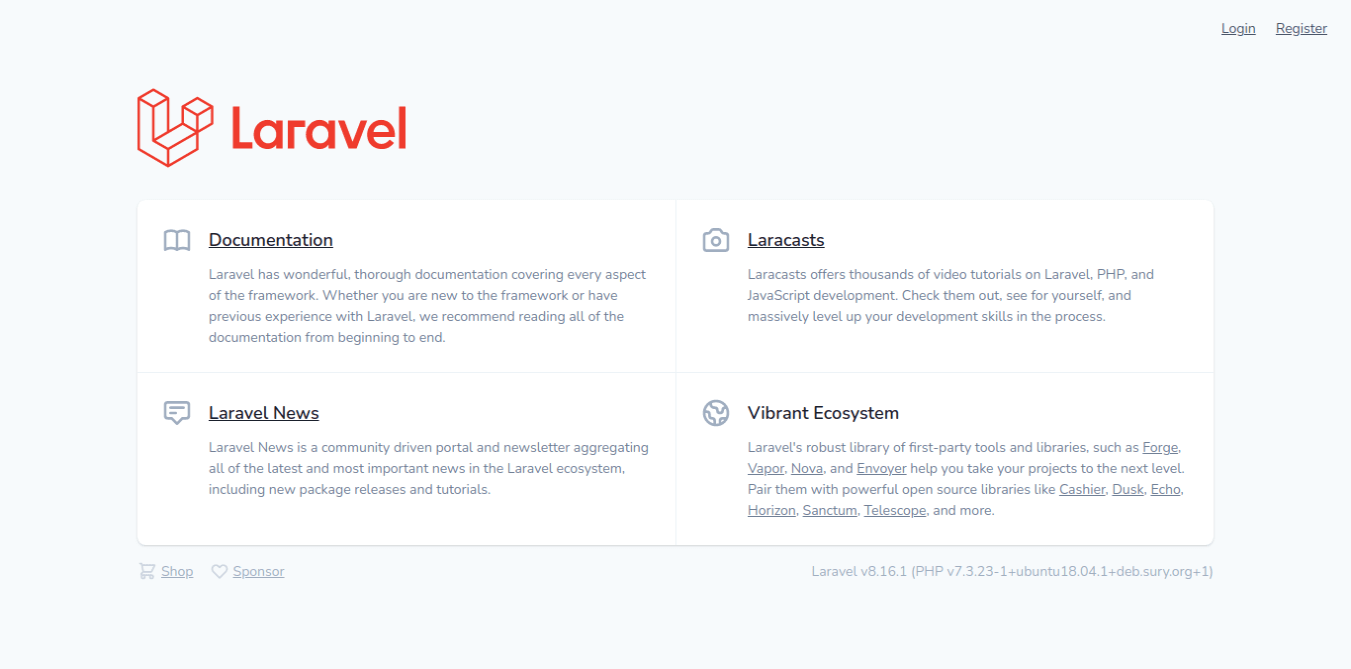 Login Register
Laravel
Documentation
Laravel has wonderful, thorough documentation covering every aspect
of the framework. Whether you are new to the framework or have
previous experience with Laravel, we recommend reading all of the
documentation from beginning to end.
Laracasts
Laracasts offers thousands of video tutorials on Laravel, PHP, and
JavaScript development. Check them out, see for yourself, and
massively level up your development skills in the process.
Laravel News
Laravel News is a community driven portal and newsletter aggregating
all of the latest and most important news in the Laravel ecosystem,
including new package releases and tutorials.
Vibrant Ecosystem
Laravel's robust library of first-party tools and libraries, such as Forge,
Vapor, Nova, and Envoyer help you take your projects to the next level.
Pair them with powerful open source libraries like Cashier, Dusk, Echo,
Horizon, Sanctum, Telescope, and more.
Shop Sponsor
Laravel v8.16.1 (PHP v7.3.23-1+ubuntu18.04.1+deb.sury.org+1)